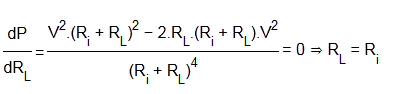 dP/dR_L = (V².(R_i + R_L)² − 2.R_L.(R_i + R_L).V²) / (R_i + R_L)⁴ = 0 ⇒ R_L = R_i